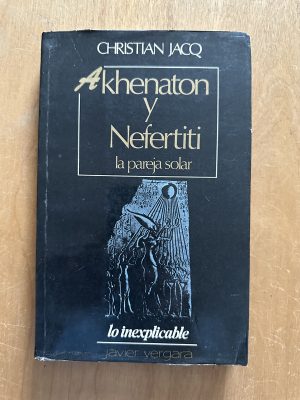 CHRISTIAN JACQ
Akhenaton
y
Nefertiti
la pareja solar
lo inexplicable
javier vergara